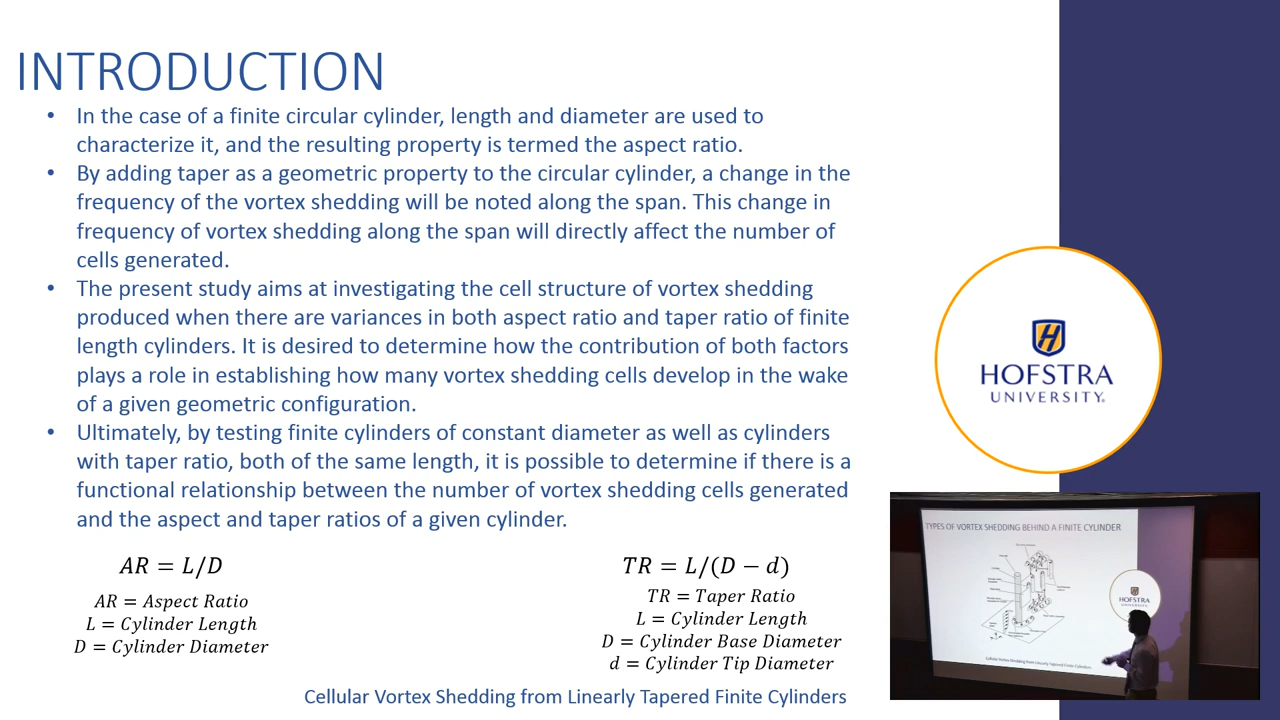 INTRODUCTION
• In the case of a finite circular cylinder, length and diameter are used to
characterize it, and the resulting property is termed the aspect ratio.
• By adding taper as a geometric property to the circular cylinder, a change in the
frequency of the vortex shedding will be noted along the span. This change in
frequency of vortex shedding along the span will directly affect the number of
cells generated.
• The present study aims at investigating the cell structure of vortex shedding
produced when there are variances in both aspect ratio and taper ratio of finite
length cylinders. It is desired to determine how the contribution of both factors
plays a role in establishing how many vortex shedding cells develop in the wake
of a given geometric configuration.
• Ultimately, by testing finite cylinders of constant diameter as well as cylinders
with taper ratio, both of the same length, it is possible to determine if there is a
functional relationship between the number of vortex shedding cells generated
and the aspect and taper ratios of a given cylinder.
AR = L/D
AR = Aspect Ratio
L = Cylinder Length
D = Cylinder Diameter
TR = L/(D − d)
TR = Taper Ratio
L = Cylinder Length
D = Cylinder Base Diameter
d = Cylinder Tip Diameter
Cellular Vortex Shedding from Linearly Tapered Finite Cylinders
H
HOFSTRA
UNIVERSITY®
TYPES OF VORTEX SHEDDING BEHIND A FINITE CYLINDER
HOFSTRA
UNIVERSITY
Cellular Vortex Shedding from Linearly Tapered Finite Cylinders